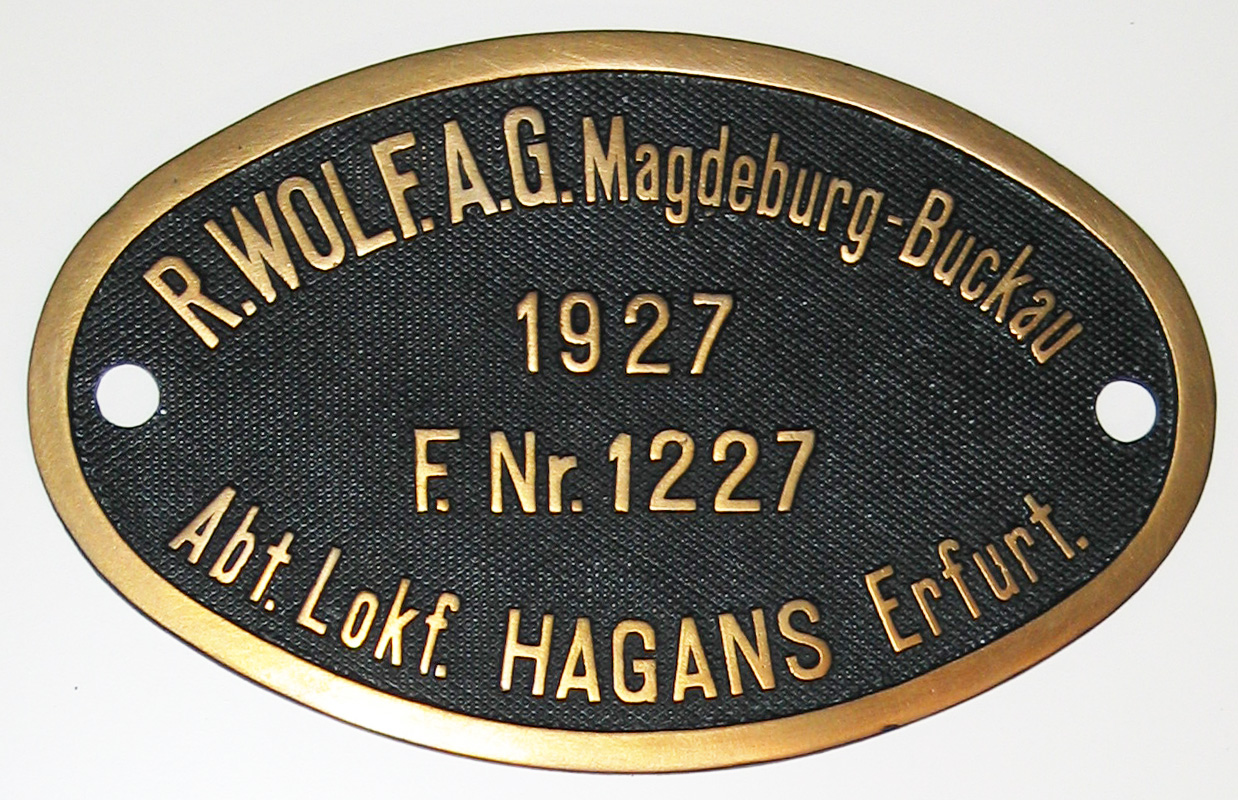 R. WOLF. A.G. Magdeburg-Buckau
1927
F. Nr. 1227
Abt. Lokf. HAGANS Erfurt.